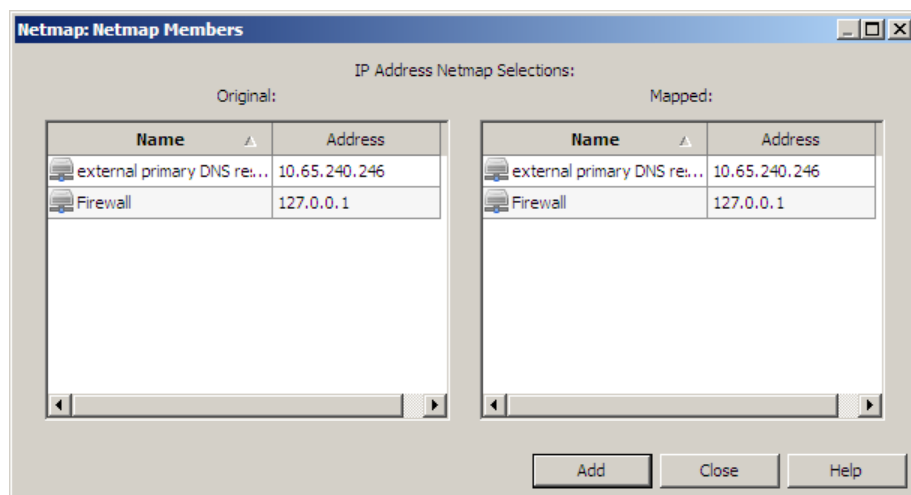 Netmap: Netmap Members
IP Address Netmap Selections:
Original: Mapped:
Name Address Name Address
external primary DNS re... 10.65.240.246 external primary DNS re... 10.65.240.246
Firewall 127.0.0.1 Firewall 127.0.0.1
Add Close Help